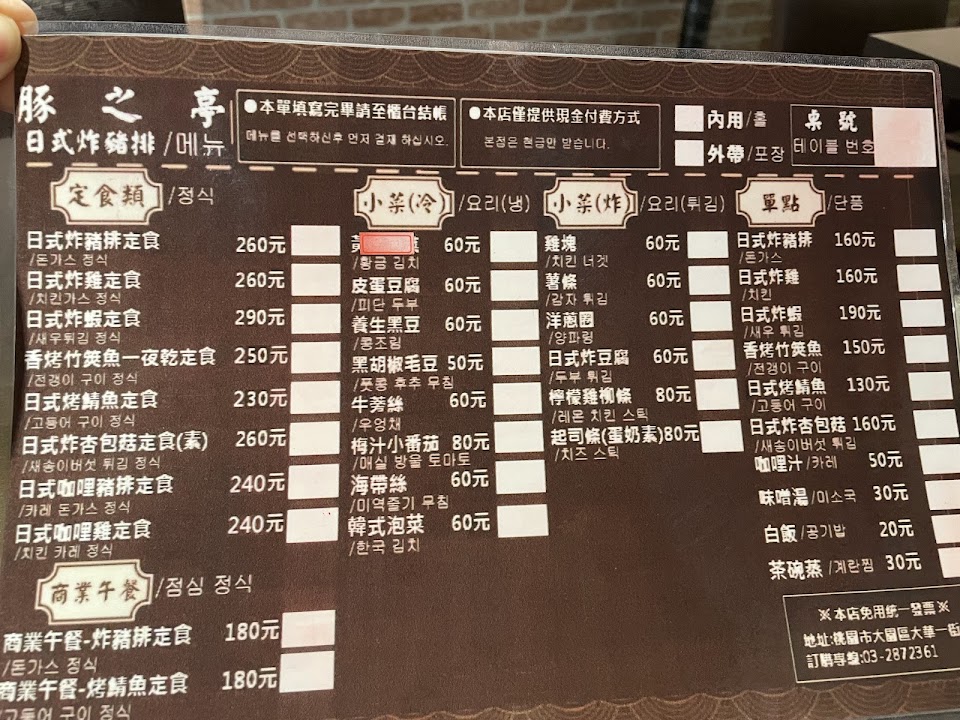 豚之亭
日式炸豬排/메뉴
●本單填寫完畢請至櫃台結帳
메뉴를 선택하신후 먼저 결재 하십시오.
●本店僅提供現金付費方式
본점은 현금만 받습니다.
內用/홀
外帶/포장
桌號
테이블 번호
定食類/정식
日式炸豬排定食 260元
/돈가스 정식
日式炸雞定食 260元
/치킨가스 정식
日式炸蝦定食 290元
/새우튀김 정식
香烤竹筴魚一夜乾定食 250元
/전갱이 구이 정식
日式烤鯖魚定食 230元
/고등어 구이 정식
日式炸杏包菇定食(素) 260元
/새송이버섯 튀김 정식
日式咖哩豬排定食 240元
/카레 돈가스 정식
日式咖哩雞定食 240元
/치킨 카레 정식
商業午餐/점심 정식
商業午餐-炸豬排定食 180元
/돈가스 정식
商業午餐-烤鯖魚定食 180元
/고등어 구이 정식
小菜(冷)/요리(냉)
60元
/황금 김치
皮蛋豆腐 60元
/피단 두부
養生黑豆 60元
/콩조림
黑胡椒毛豆 50元
/풋콩 후추 무침
牛蒡絲 60元
/우엉채
梅汁小番茄 80元
/매실 방울 토마토
海帶絲 60元
/미역줄기 무침
韓式泡菜 60元
/한국 김치
小菜(炸)/요리(튀김)
雞塊 60元
/치킨 너겟
薯條 60元
/감자 튀김
洋蔥圈 60元
/양파링
日式炸豆腐 60元
/두부 튀김
檸檬雞柳條 80元
/레몬 치킨 스틱
起司條(蛋奶素) 80元
/치즈 스틱
單點/단품
日式炸豬排 160元
/돈가스
日式炸雞 160元
/치킨
日式炸蝦 190元
/새우 튀김
香烤竹筴魚 150元
/전갱이 구이
日式烤鯖魚 130元
/고등어 구이
日式炸杏包菇 160元
/새송이버섯 튀김
咖哩汁/카레 50元
味噌湯/미소국 30元
白飯/공기밥 20元
茶碗蒸/계란찜 30元
※本店免用統一發票※
地址:桃園市大園區大華一街
訂購專線:03-2872361